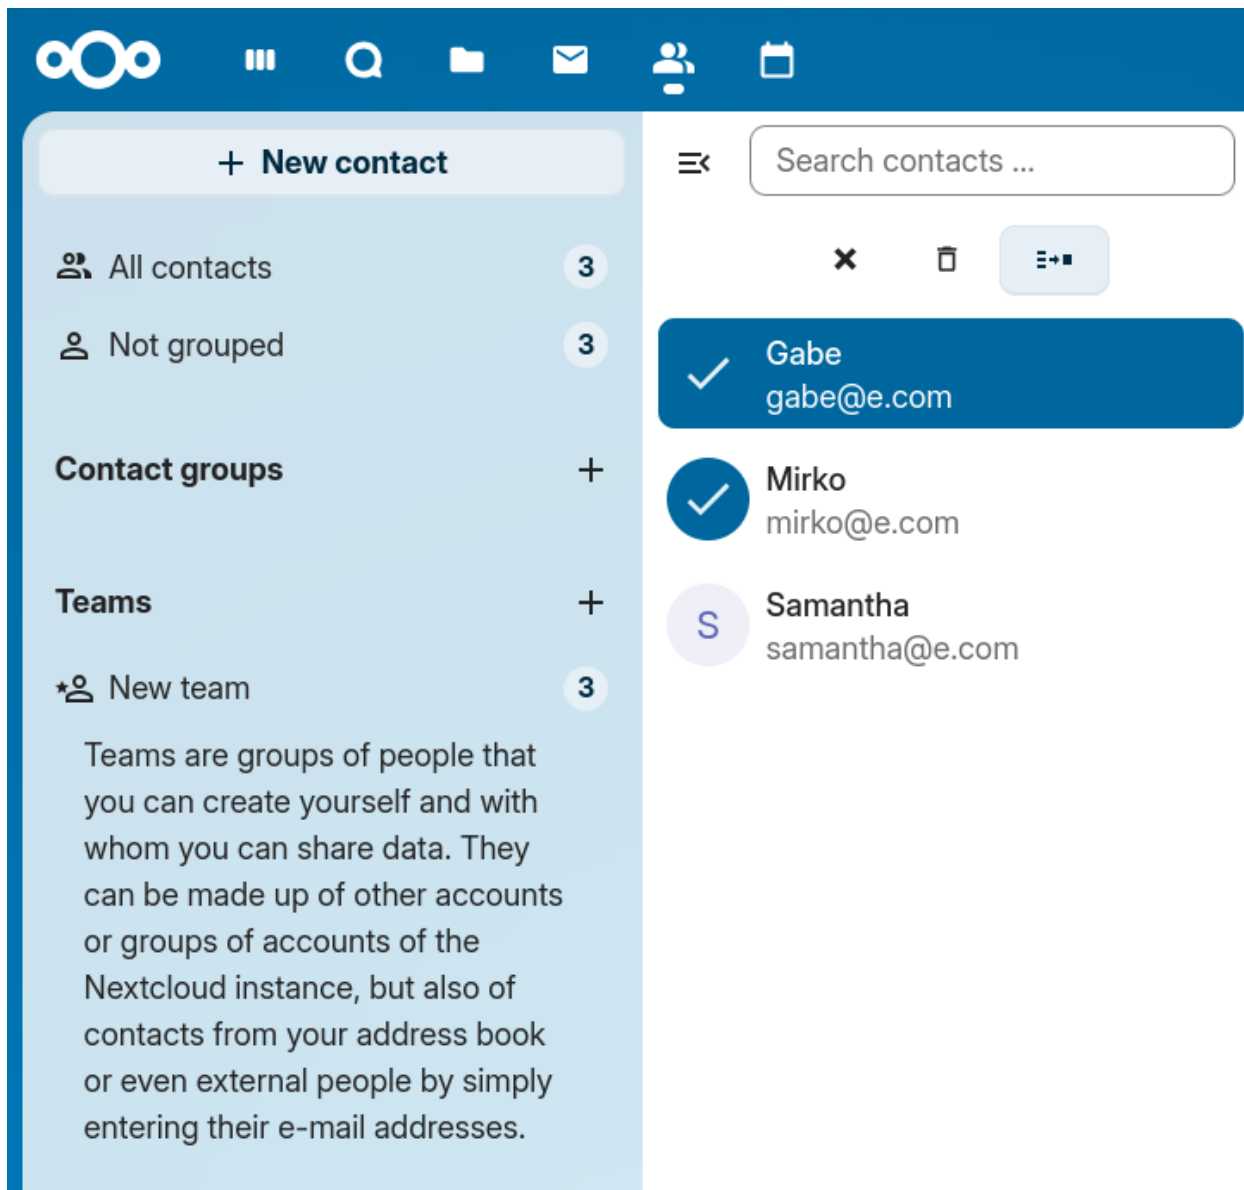 New contact
Search contacts ...
All contacts 3
Not grouped 3
Contact groups
Teams
New team 3
Teams are groups of people that
you can create yourself and with
whom you can share data. They
can be made up of other accounts
or groups of accounts of the
Nextcloud instance, but also of
contacts from your address book
or even external people by simply
entering their e-mail addresses.
Gabe
gabe@e.com
Mirko
mirko@e.com
S
Samantha
samantha@e.com